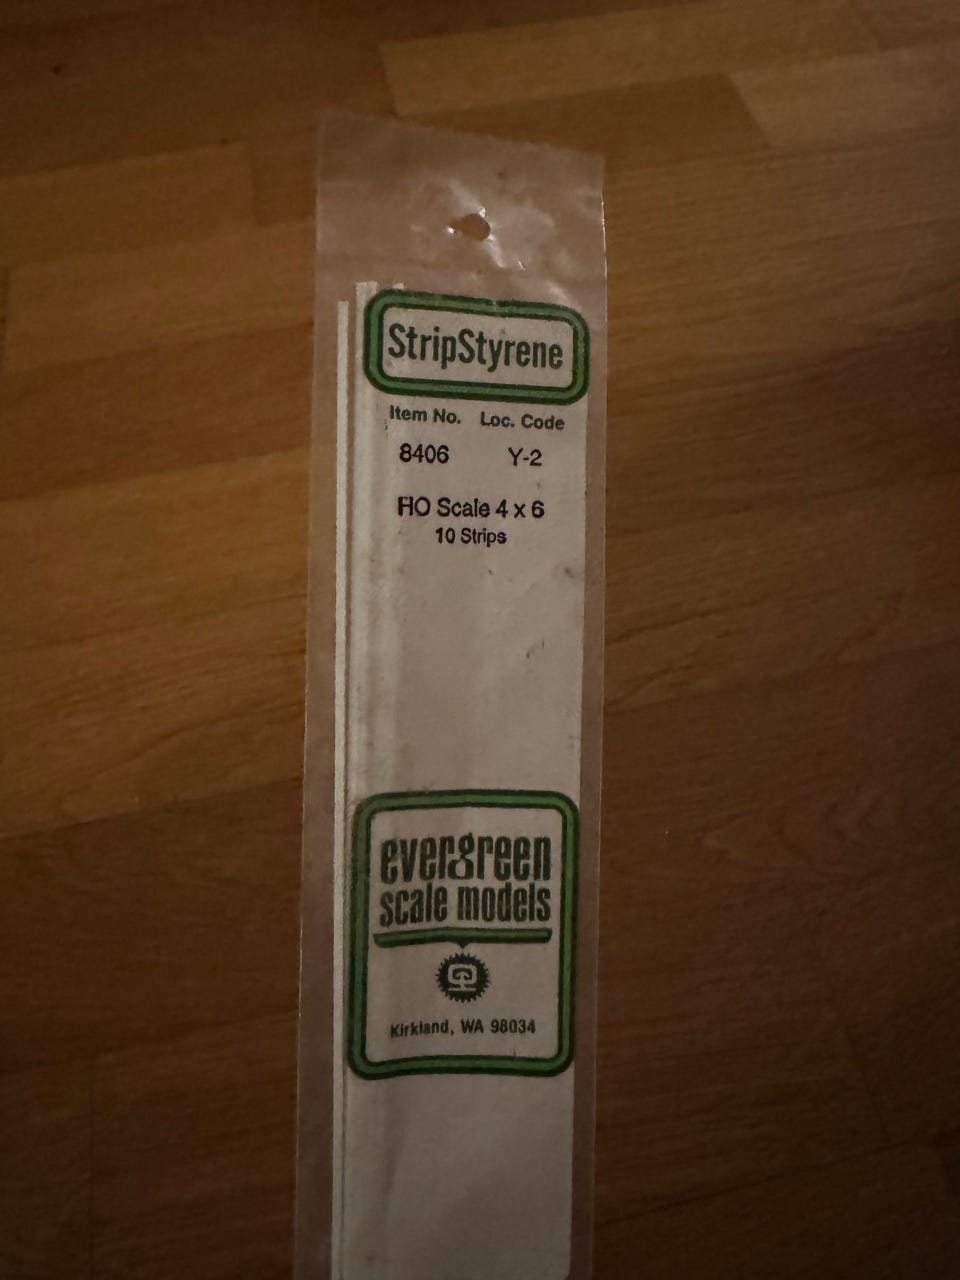 StripStyrene
Item No. Loc. Code
8406 Y-2
HO Scale 4 x 6
10 Strips
evergreen
scale models
Kirkland, WA 98034